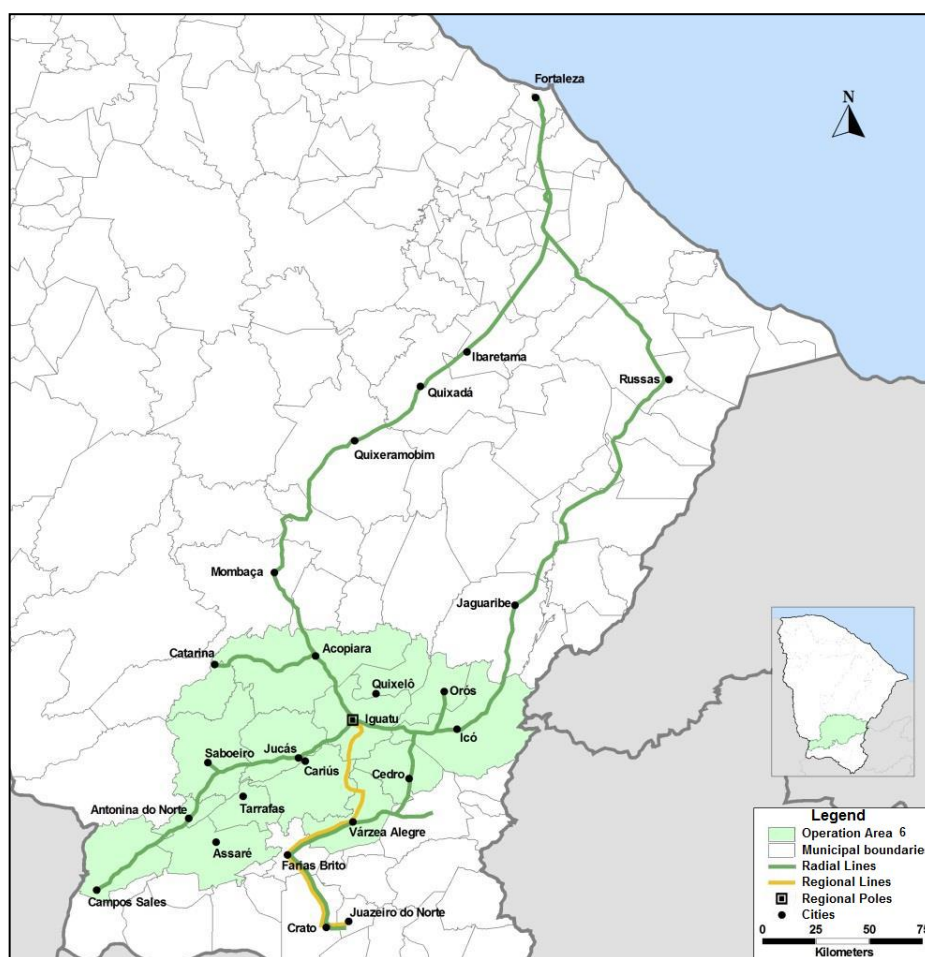 Fortaleza
N
Ibaretama
Russas
Quixadá
Quixeramobim
Mombaça
Jaguaribe
Acopiara
Catarina
Quixelô
Orós
Iguatu
Icó
Jucás
Saboeiro
Cariús
Cedro
Tarrafas
Antonina do Norte
Várzea Alegre
Assaré
Farias Brito
Campos Sales
Juazeiro do Norte
Crato
Legend
Operation Area 6
Municipal boundaries
Radial Lines
Regional Lines
Regional Poles
Cities
0 25 50 75
Kilometers